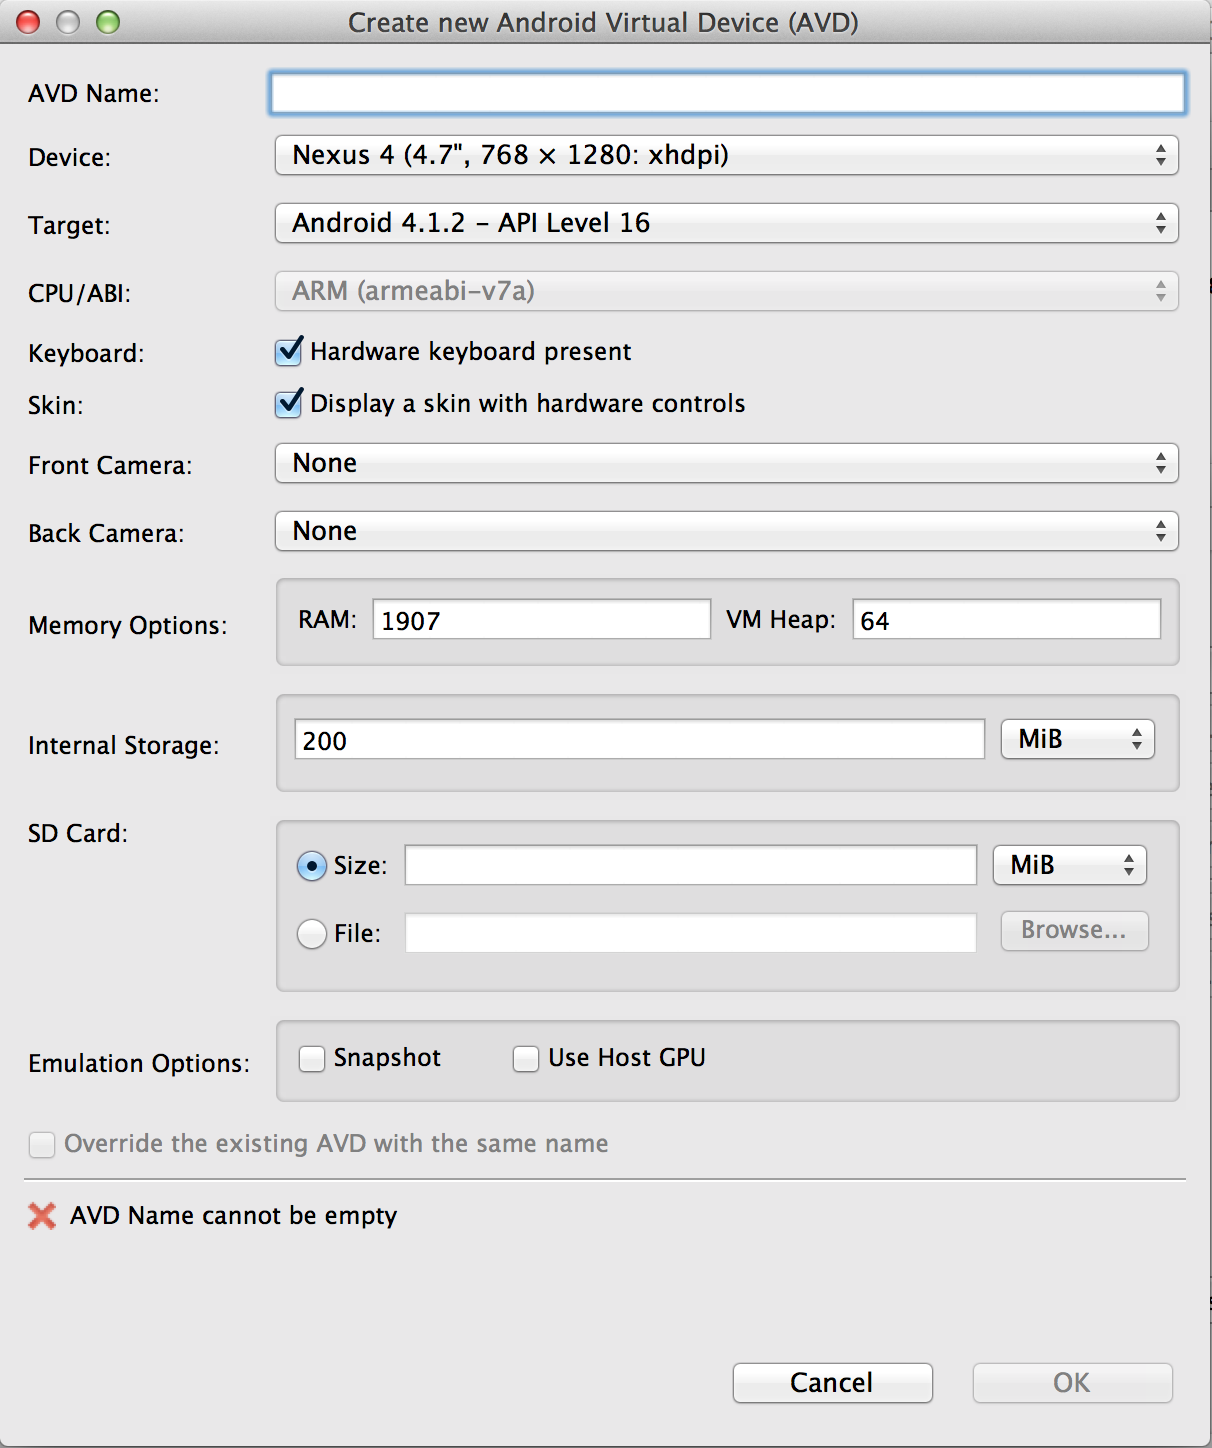 Create new Android Virtual Device (AVD)
AVD Name:
Device: Nexus 4 (4.7", 768 × 1280: xhdpi)
Target: Android 4.1.2 – API Level 16
CPU/ABI: ARM (armeabi-v7a)
Keyboard: Hardware keyboard present
Skin: Display a skin with hardware controls
Front Camera: None
Back Camera: None
Memory Options: RAM: 1907 VM Heap: 64
Internal Storage: 200 MiB
SD Card:
Size: MiB
File: Browse...
Emulation Options: Snapshot Use Host GPU
Override the existing AVD with the same name
AVD Name cannot be empty
Cancel OK